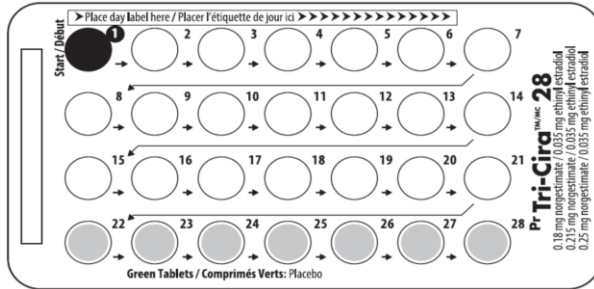 ➤Place day label here / Placer l'étiquette de jour ici ➤➤➤➤➤➤➤➤➤➤➤➤➤➤
Start / Début
1 2 3 4 5 6 7
8 9 10 11 12 13 14
15 16 17 18 19 20 21
22 23 24 25 26 27 28
Green Tablets / Comprimés Verts: Placebo
Pr Tri-Cira™/MC 28
0.18 mg norgestimate / 0.035 mg ethinyl estradiol
0.215 mg norgestimate / 0.035 mg ethinyl estradiol
0.25 mg norgestimate / 0.035 mg ethinyl estradiol